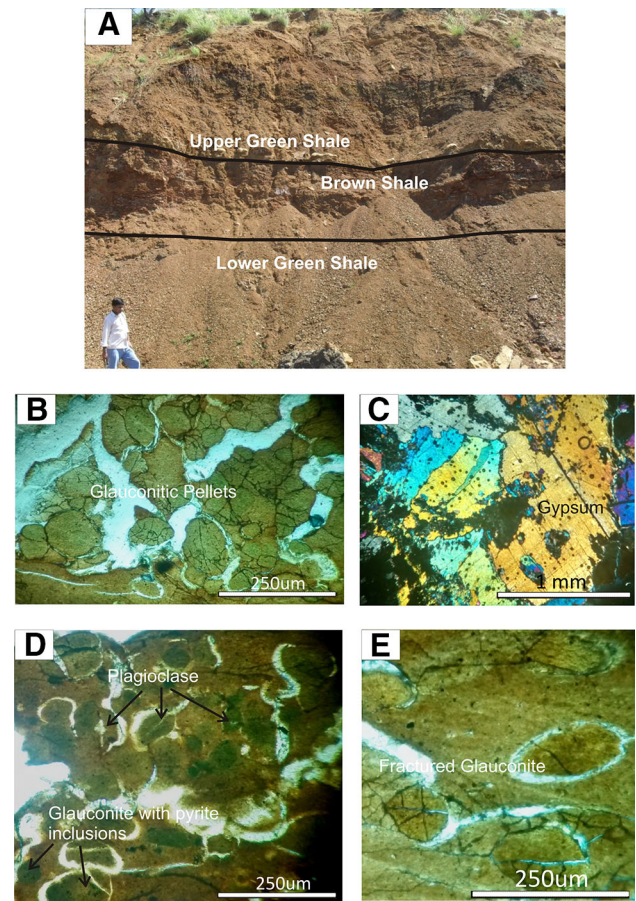 A
Upper Green Shale
Brown Shale
Lower Green Shale
B
Glauconitic Pellets
250um
C
Gypsum
1 mm
D
Plagioclase
Glauconite with pyrite
inclusions
250um
E
Fractured Glauconite
250um